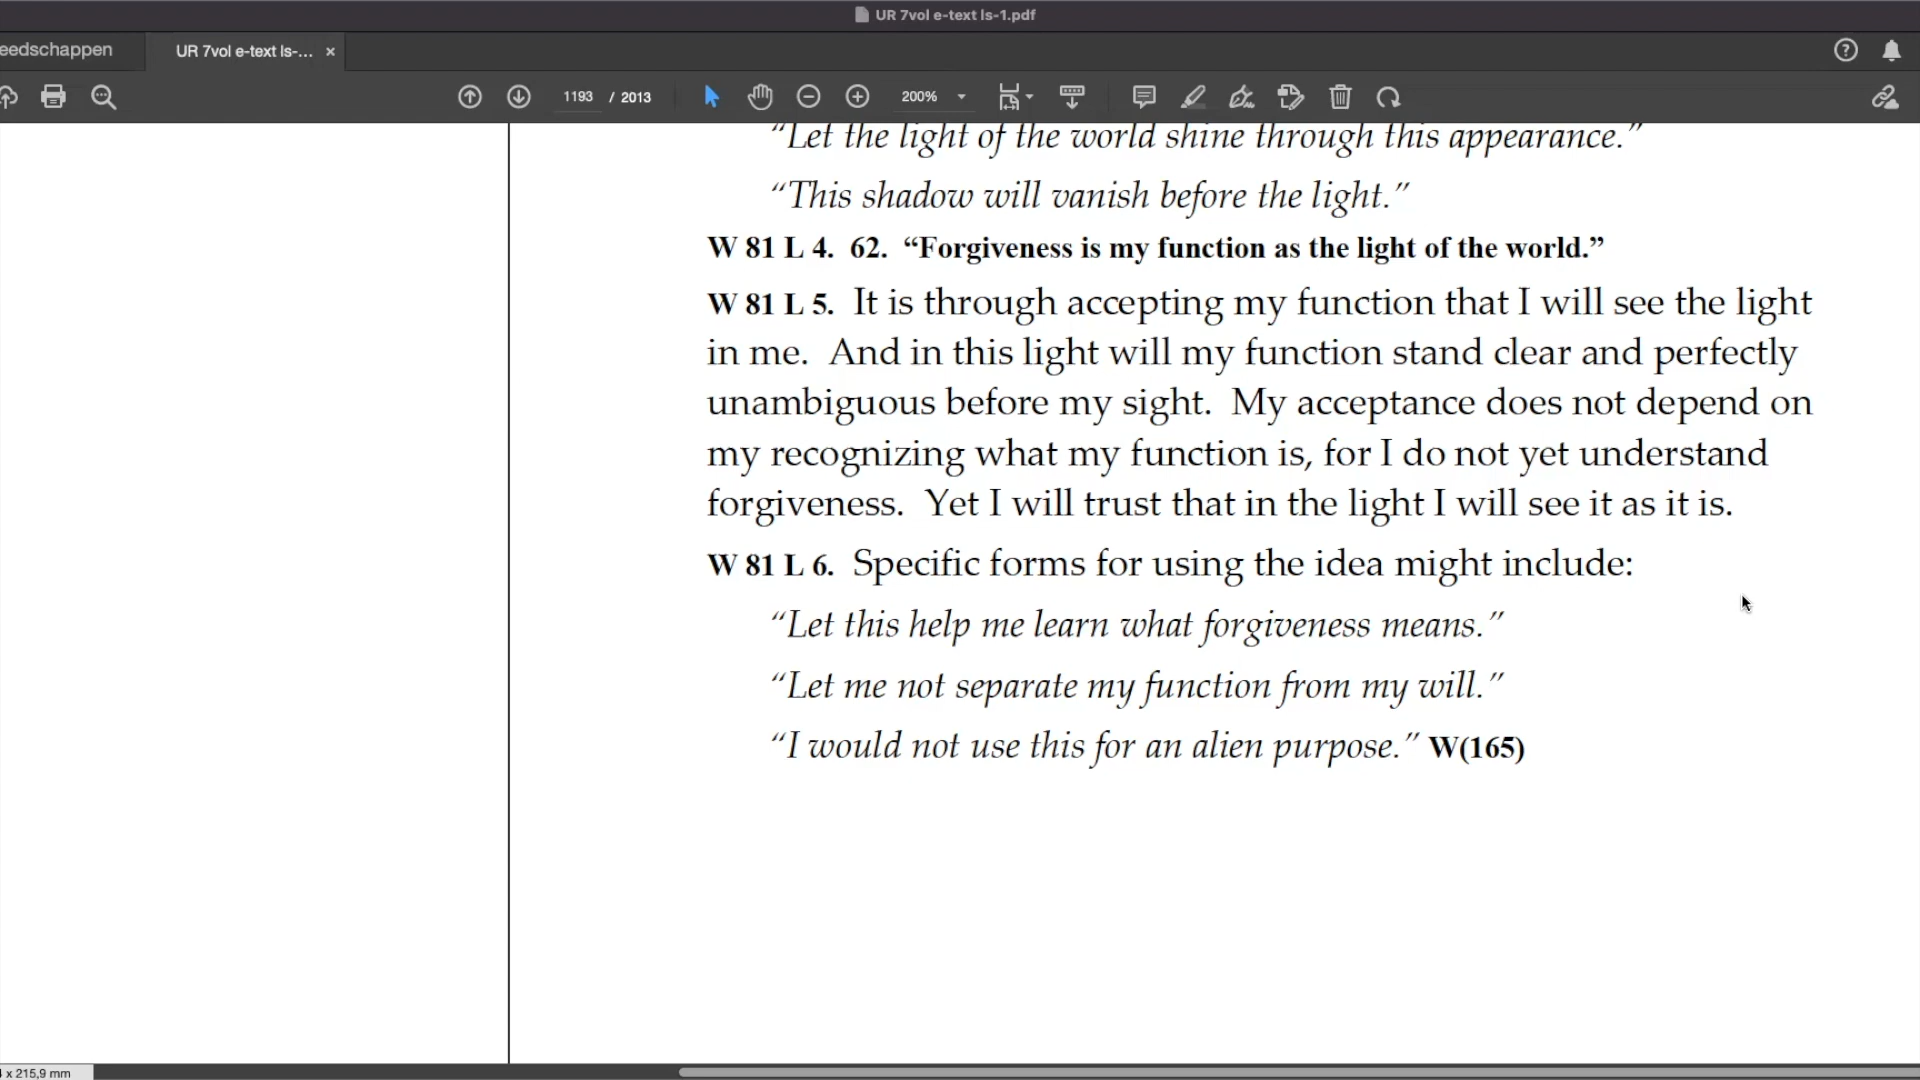 UR 7vol e-text ls-1.pdf
eedschappen
UR 7vol e-text ls-... ×
1193 / 2013
200%
“Let the light of the world shine through this appearance.”
“This shadow will vanish before the light.”
W 81 L 4. 62. “Forgiveness is my function as the light of the world.”
W 81 L 5. It is through accepting my function that I will see the light
in me. And in this light will my function stand clear and perfectly
unambiguous before my sight. My acceptance does not depend on
my recognizing what my function is, for I do not yet understand
forgiveness. Yet I will trust that in the light I will see it as it is.
W 81 L 6. Specific forms for using the idea might include:
“Let this help me learn what forgiveness means.”
“Let me not separate my function from my will.”
“I would not use this for an alien purpose.” W(165)
x 215,9 mm